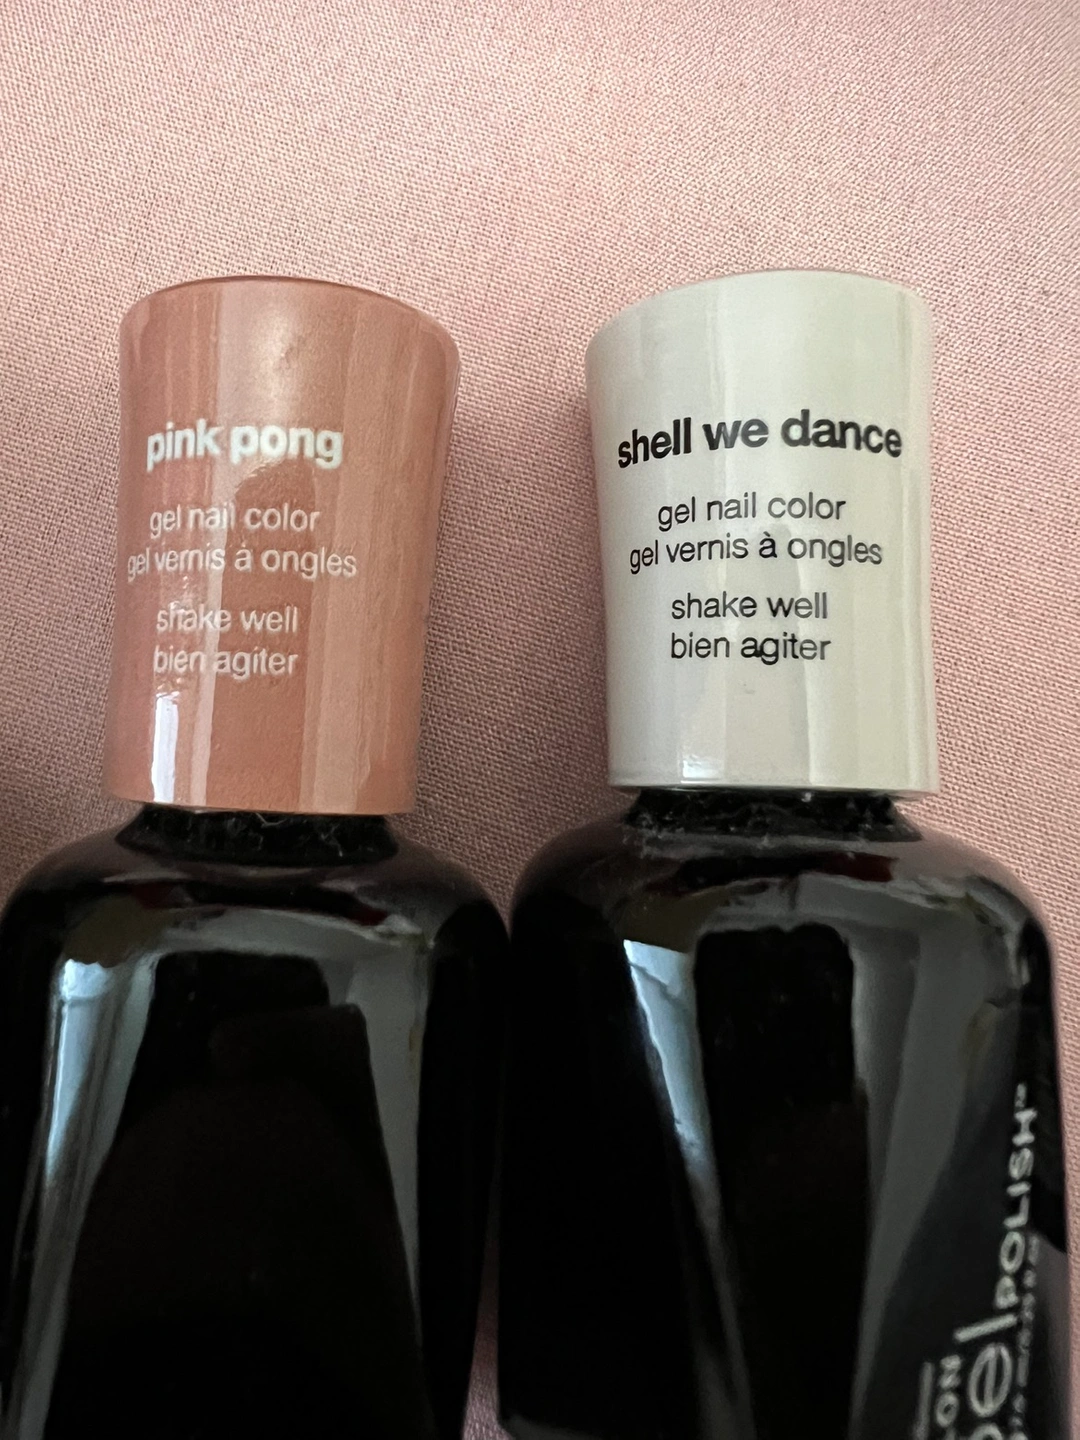 pink pong
gel nail color
gel vernis à ongles
shake well
bien agiter
shell we dance
gel nail color
gel vernis à ongles
shake well
bien agiter
POLISH™